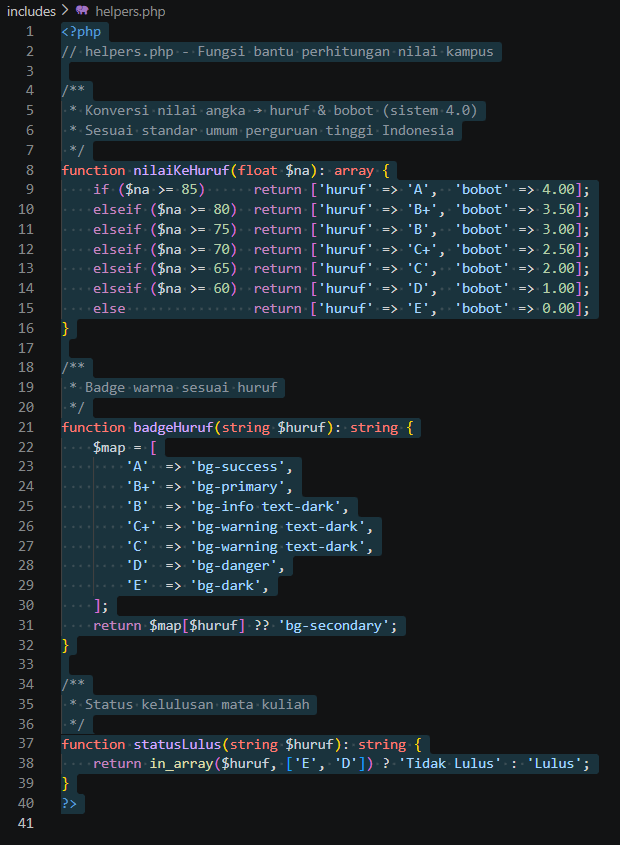 includes > helpers.php
1 <?php
2 // helpers.php - Fungsi bantu perhitungan nilai kampus
3
4 /**
5  * Konversi nilai angka → huruf & bobot (sistem 4.0)
6  * Sesuai standar umum perguruan tinggi Indonesia
7  */
8 function nilaiKeHuruf(float $na): array {
9     if ($na >= 85)      return ['huruf' => 'A',  'bobot' => 4.00];
10     elseif ($na >= 80)  return ['huruf' => 'B+', 'bobot' => 3.50];
11     elseif ($na >= 75)  return ['huruf' => 'B',  'bobot' => 3.00];
12     elseif ($na >= 70)  return ['huruf' => 'C+', 'bobot' => 2.50];
13     elseif ($na >= 65)  return ['huruf' => 'C',  'bobot' => 2.00];
14     elseif ($na >= 60)  return ['huruf' => 'D',  'bobot' => 1.00];
15     else                return ['huruf' => 'E',  'bobot' => 0.00];
16 }
17
18 /**
19  * Badge warna sesuai huruf
20  */
21 function badgeHuruf(string $huruf): string {
22     $map = [
23         'A'  => 'bg-success',
24         'B+' => 'bg-primary',
25         'B'  => 'bg-info text-dark',
26         'C+' => 'bg-warning text-dark',
27         'C'  => 'bg-warning text-dark',
28         'D'  => 'bg-danger',
29         'E'  => 'bg-dark',
30     ];
31     return $map[$huruf] ?? 'bg-secondary';
32 }
33
34 /**
35  * Status kelulusan mata kuliah
36  */
37 function statusLulus(string $huruf): string {
38     return in_array($huruf, ['E', 'D']) ? 'Tidak Lulus' : 'Lulus';
39 }
40 ?>
41